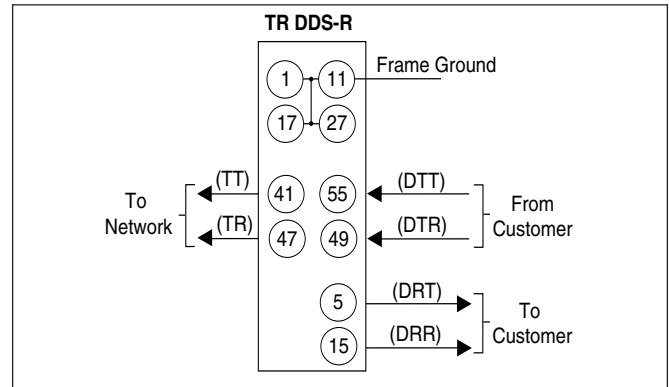 TR DDS-R
1 11 Frame Ground
17 27
To
Network
(TT) 41 55 (DTT)
(TR) 47 49 (DTR)
From
Customer
5 (DRT)
15 (DRR)
To
Customer